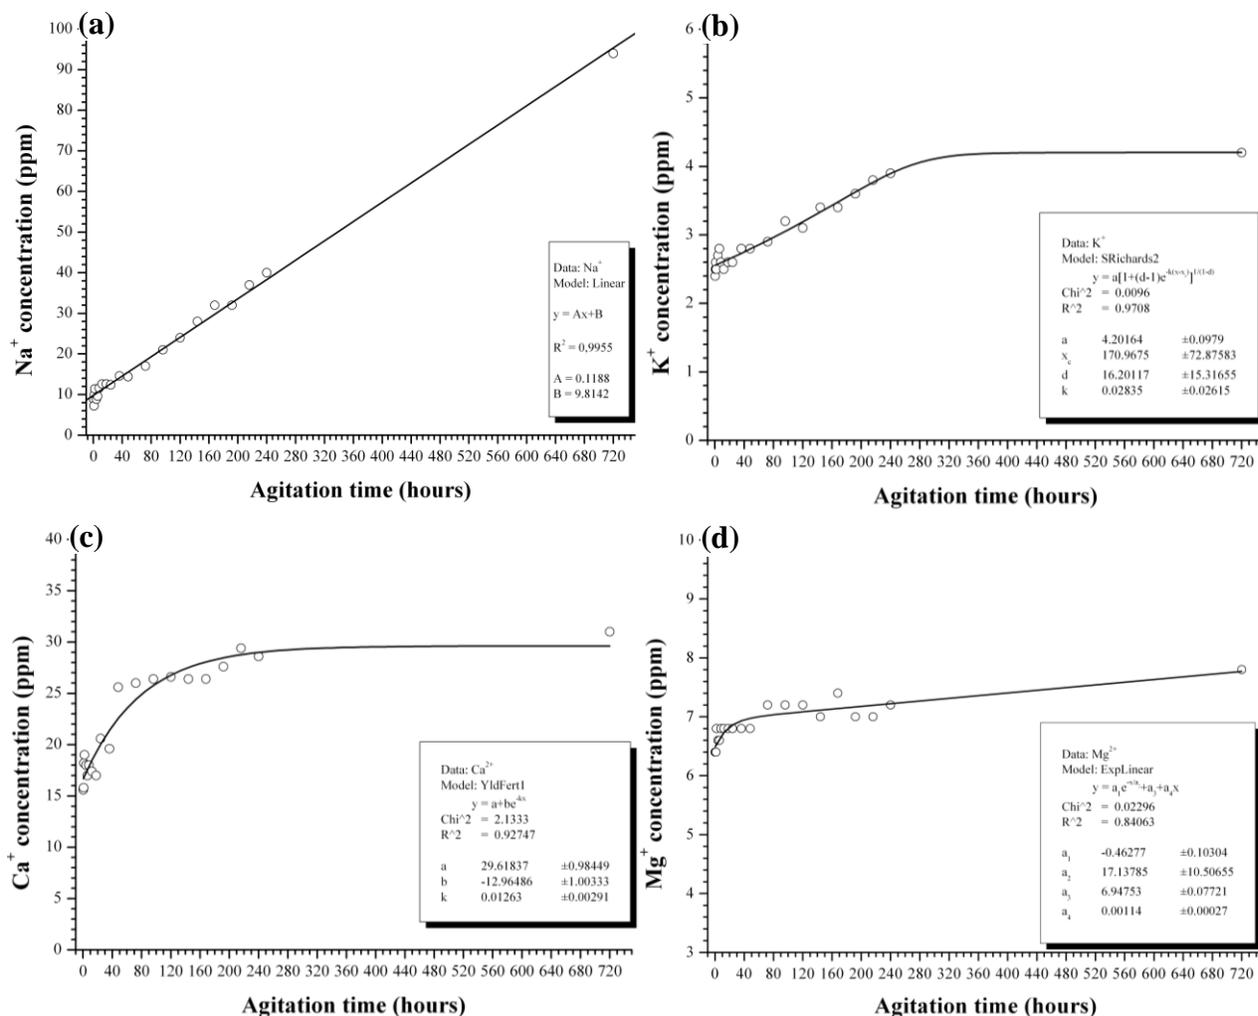 (a)
100
90
80
70
60
50
40
30
20
10
0
Na⁺ concentration (ppm)
0 40 80 120 160 200 240 280 320 360 400 440 480 520 560 600 640 680 720
Agitation time (hours)
Data: Na⁺
Model: Linear
y = Ax+B
R² = 0,9955
A = 0.1188
B = 9.8142
(b)
6
5
4
3
2
1
0
K⁺ concentration (ppm)
0 40 80 120 160 200 240 280 320 360 400 440 480 520 560 600 640 680 720
Agitation time (hours)
Data: K⁺
Model: SRichards2
y = a[1+(d-1)e^-k(x-x_c)]^1/(1-d)
Chi^2 = 0.0096
R^2 = 0.9708
a 4.20164 ±0.0979
x_c 170.9675 ±72.87583
d 16.20117 ±15.31655
k 0.02835 ±0.02615
(c)
40
35
30
25
20
15
10
5
0
Ca⁺ concentration (ppm)
0 40 80 120 160 200 240 280 320 360 400 440 480 520 560 600 640 680 720
Agitation time (hours)
Data: Ca²⁺
Model: YldFert1
y = a+be^-kx
Chi^2 = 2.1333
R^2 = 0.92747
a 29.61837 ±0.98449
b -12.96486 ±1.00333
k 0.01263 ±0.00291
(d)
10
9
8
7
6
5
4
3
Mg⁺ concentration (ppm)
0 40 80 120 160 200 240 280 320 360 400 440 480 520 560 600 640 680 720
Agitation time (hours)
Data: Mg²⁺
Model: ExpLinear
Chi^2 = 0.02296
R^2 = 0.84063
a₁ -0.46277 ±0.10304
a₂ 17.13785 ±10.50655
a₃ 6.94753 ±0.07721
a₄ 0.00114 ±0.00027